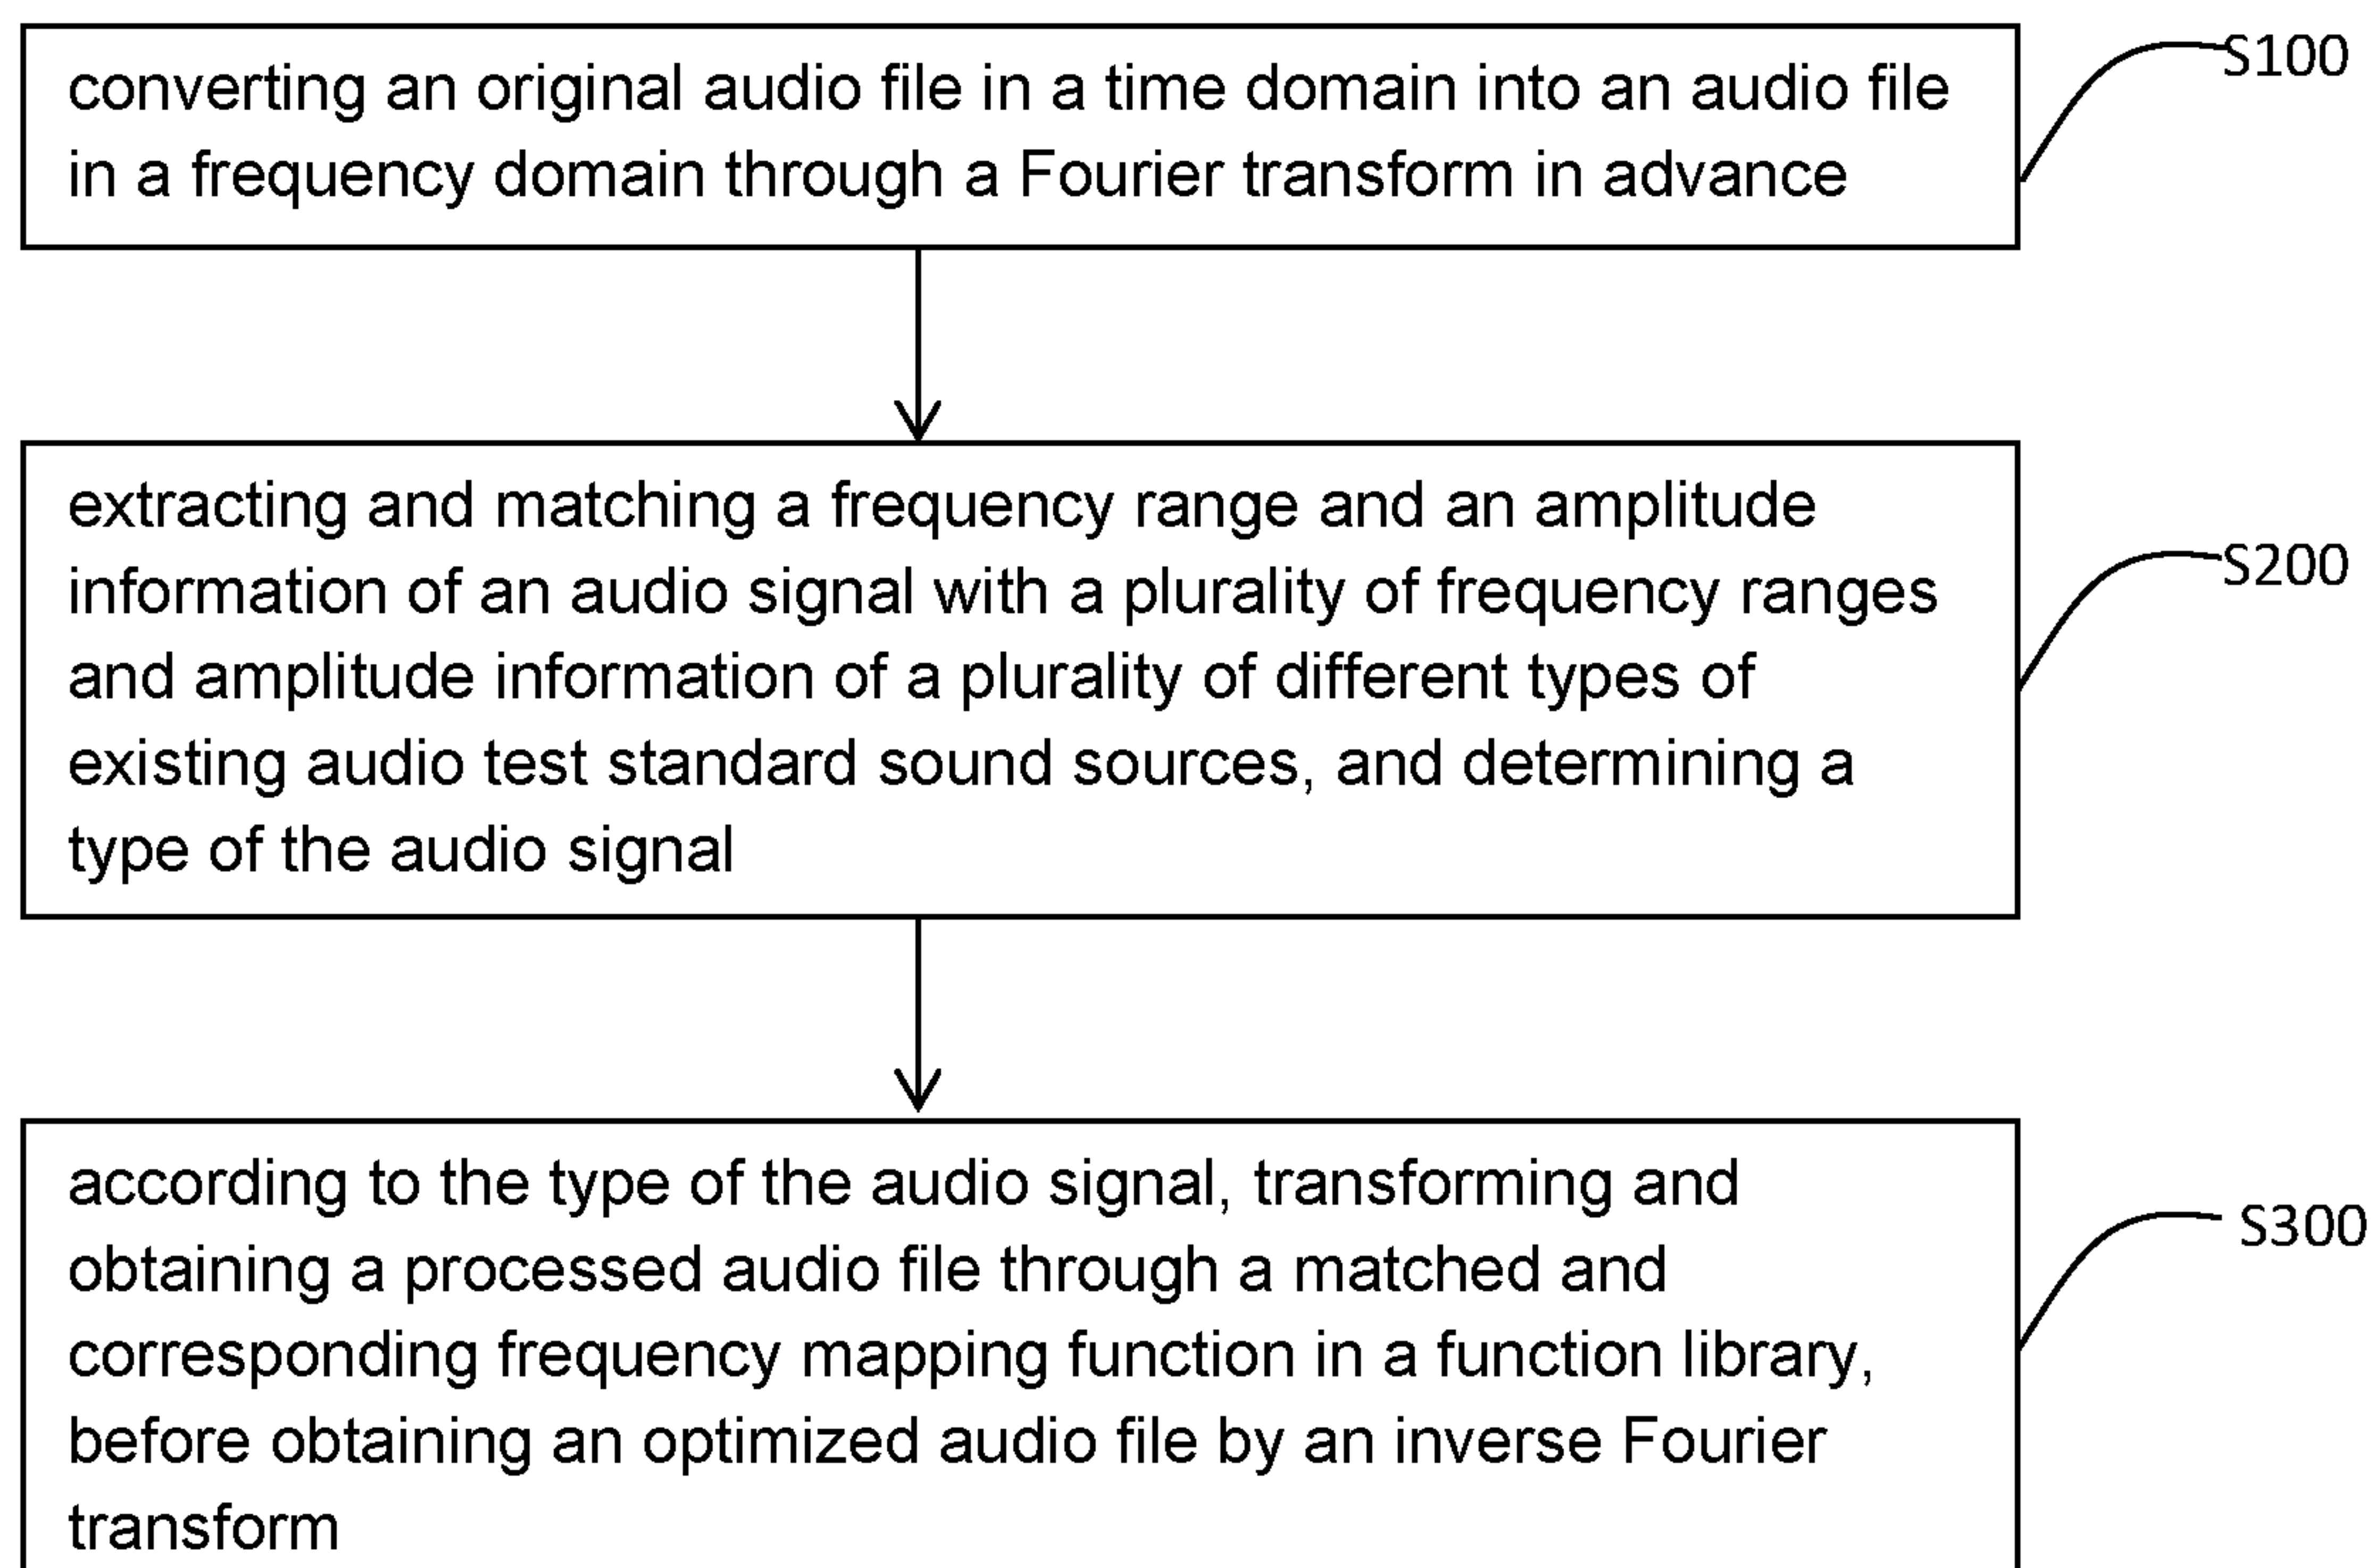 converting an original audio file in a time domain into an audio file
in a frequency domain through a Fourier transform in advance
S100
extracting and matching a frequency range and an amplitude
information of an audio signal with a plurality of frequency ranges
and amplitude information of a plurality of different types of
existing audio test standard sound sources, and determining a
type of the audio signal
S200
according to the type of the audio signal, transforming and
obtaining a processed audio file through a matched and
corresponding frequency mapping function in a function library,
before obtaining an optimized audio file by an inverse Fourier
transform
S300